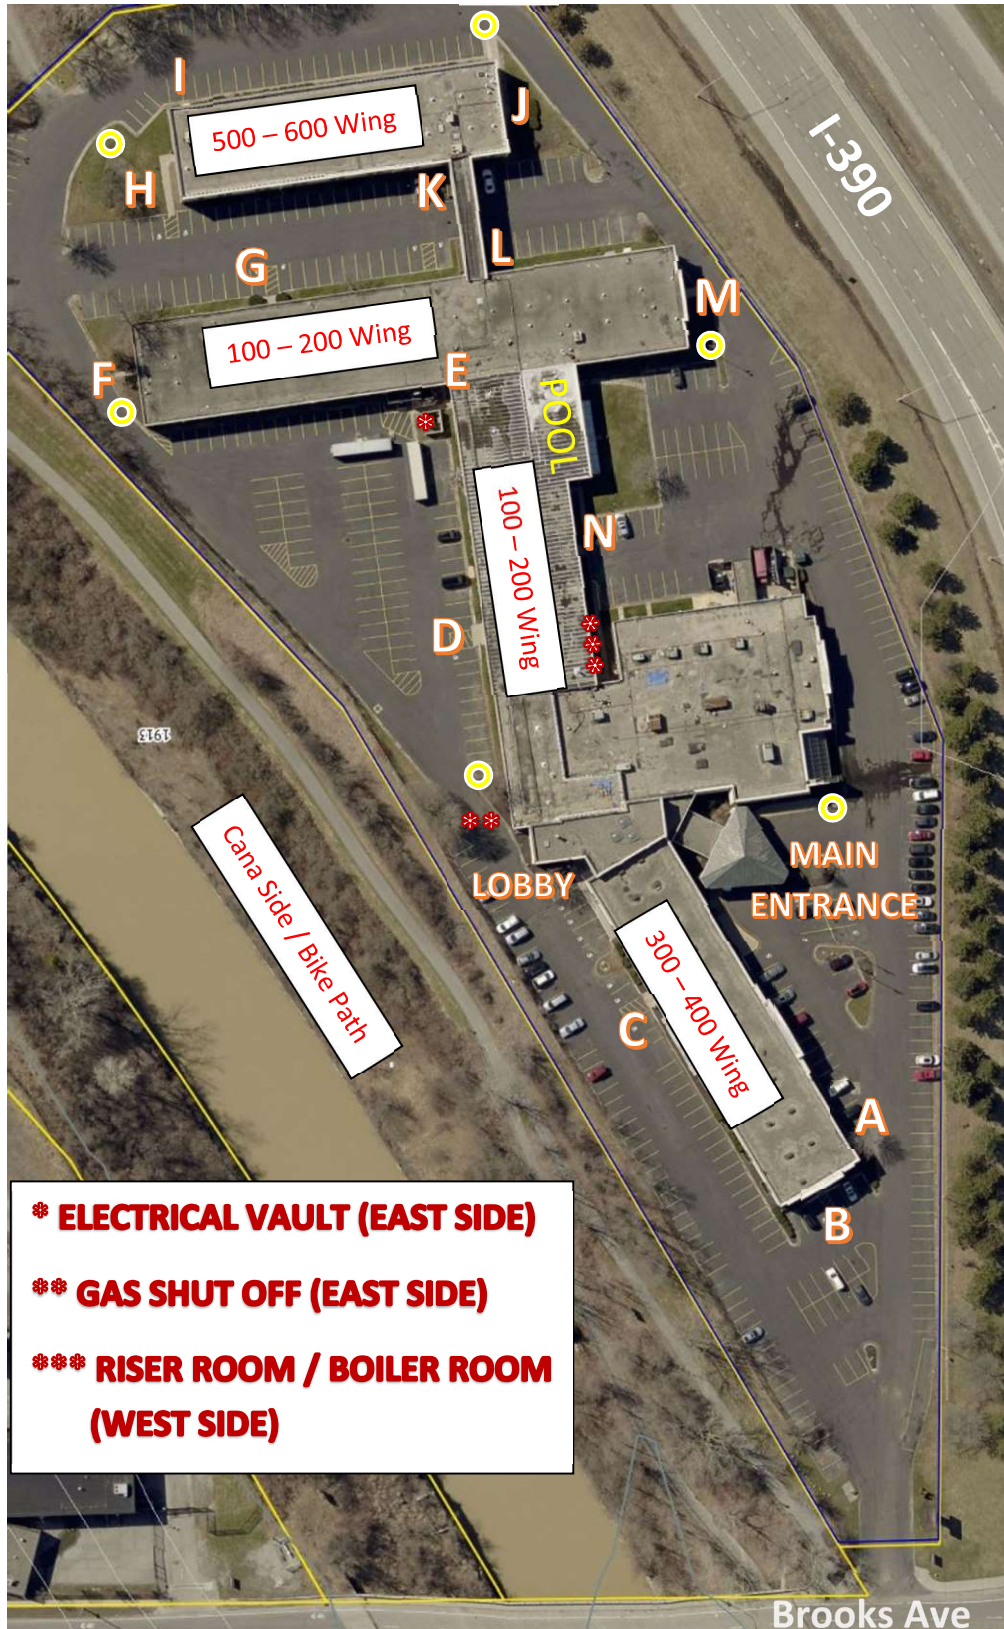 I
J
500 – 600 Wing
I-390
H
K
L
G
M
100 – 200 Wing
E
F
POOL
*
100 – 200 Wing
N
D
***
1913
**
LOBBY
MAIN
ENTRANCE
Cana Side / Bike Path
300 – 400 Wing
C
A
B
* ELECTRICAL VAULT (EAST SIDE)
** GAS SHUT OFF (EAST SIDE)
*** RISER ROOM / BOILER ROOM
(WEST SIDE)
Brooks Ave